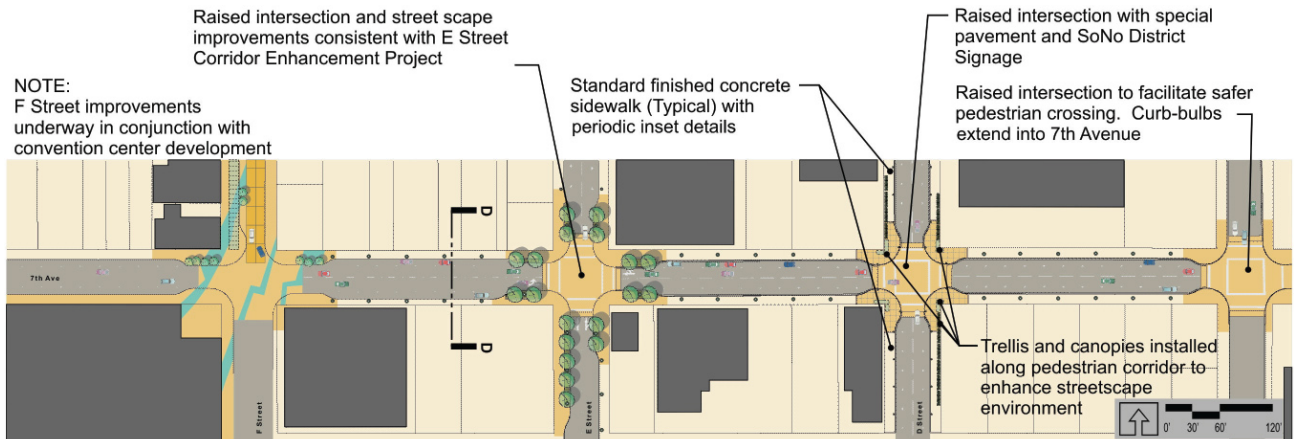 Raised intersection and street scape
improvements consistent with E Street
Corridor Enhancement Project
NOTE:
F Street improvements
underway in conjunction with
convention center development
Standard finished concrete
sidewalk (Typical) with
periodic inset details
Raised intersection with special
pavement and SoNo District
Signage
Raised intersection to facilitate safer
pedestrian crossing.  Curb-bulbs
extend into 7th Avenue
D
7th Ave
D
Trellis and canopies installed
along pedestrian corridor to
enhance streetscape
environment
F Street
E Street
D Street
0' 30' 60' 120'